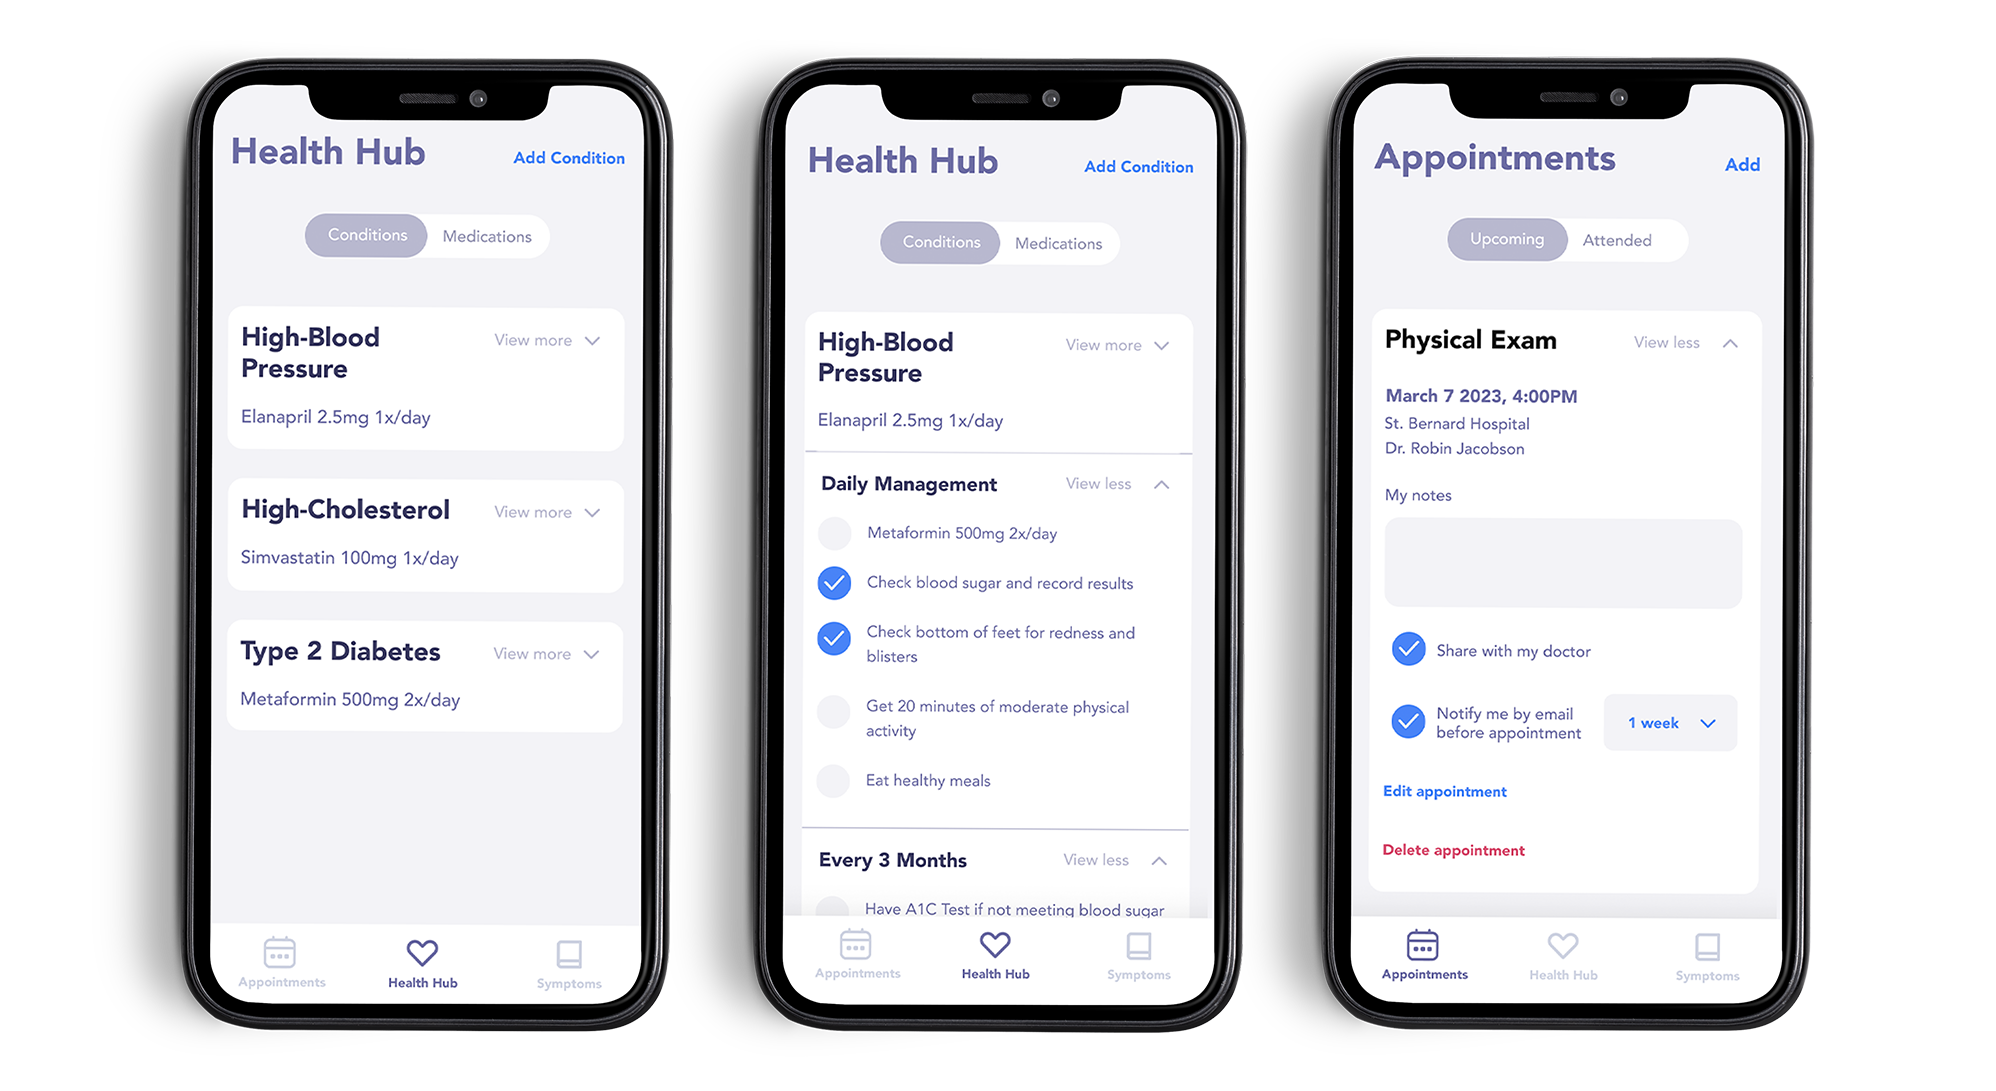 Health Hub
Add Condition
Conditions
Medications
High-Blood
Pressure
View more
Elanapril 2.5mg 1x/day
High-Cholesterol
View more
Simvastatin 100mg 1x/day
Type 2 Diabetes
View more
Metaformin 500mg 2x/day
Appointments
Health Hub
Symptoms
Health Hub
Add Condition
Conditions
Medications
High-Blood
Pressure
View more
Elanapril 2.5mg 1x/day
Daily Management
View less
Metaformin 500mg 2x/day
Check blood sugar and record results
Check bottom of feet for redness and
blisters
Get 20 minutes of moderate physical
activity
Eat healthy meals
Every 3 Months
View less
Have A1C Test if not meeting blood sugar
Appointments
Health Hub
Symptoms
Appointments
Add
Upcoming
Attended
Physical Exam
View less
March 7 2023, 4:00PM
St. Bernard Hospital
Dr. Robin Jacobson
My notes
Share with my doctor
Notify me by email
before appointment
1 week
Edit appointment
Delete appointment
Appointments
Health Hub
Symptoms